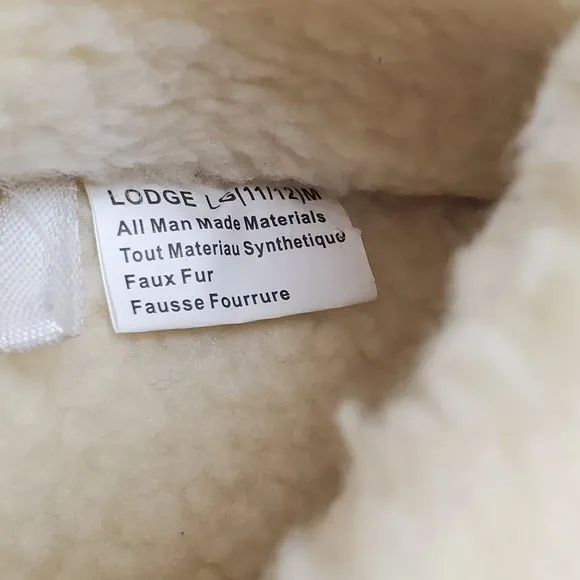 LODGE (11/12)M
All Man Made Materials
Tout Materiau Synthetique
Faux Fur
Fausse Fourrure